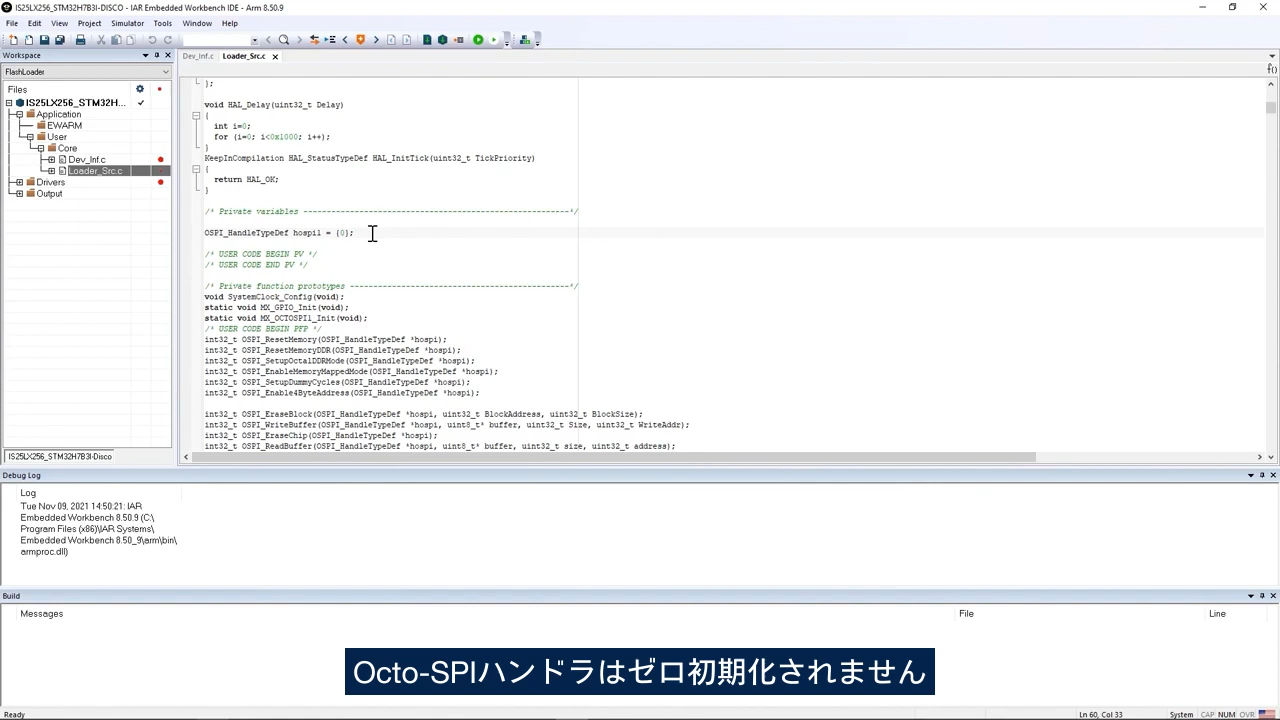 IS25LX256_STM32H7B3I-DISCO - IAR Embedded Workbench IDE - Arm 8.50.9
File Edit View Project Simulator Tools Window Help
Workspace
Dev_Inf.c Loader_Src.c
FlashLoader
Files
IS25LX256_STM32H...
Application
EWARM
User
Core
Dev_Inf.c
Loader_Src.c
Drivers
Output
IS25LX256_STM32H7B3I-Disco
};
void HAL_Delay(uint32_t Delay)
{
int i=0;
for (i=0; i<0x1000; i++);
}
KeepInCompilation HAL_StatusTypeDef HAL_InitTick(uint32_t TickPriority)
{
return HAL_OK;
}
/* Private variables ---------------------------------------------------------*/
OSPI_HandleTypeDef hospi1 = {0};
/* USER CODE BEGIN PV */
/* USER CODE END PV */
/* Private function prototypes -----------------------------------------------*/
void SystemClock_Config(void);
static void MX_GPIO_Init(void);
static void MX_OCTOSPI1_Init(void);
/* USER CODE BEGIN PFP */
int32_t OSPI_ResetMemory(OSPI_HandleTypeDef *hospi);
int32_t OSPI_ResetMemoryDDR(OSPI_HandleTypeDef *hospi);
int32_t OSPI_SetupOctalDDRMode(OSPI_HandleTypeDef *hospi);
int32_t OSPI_EnableMemoryMappedMode(OSPI_HandleTypeDef *hospi);
int32_t OSPI_SetupDummyCycles(OSPI_HandleTypeDef *hospi);
int32_t OSPI_Enable4ByteAddress(OSPI_HandleTypeDef *hospi);
int32_t OSPI_EraseBlock(OSPI_HandleTypeDef *hospi, uint32_t BlockAddress, uint32_t BlockSize);
int32_t OSPI_WriteBuffer(OSPI_HandleTypeDef *hospi, uint8_t* buffer, uint32_t Size, uint32_t WriteAddr);
int32_t OSPI_EraseChip(OSPI_HandleTypeDef *hospi);
int32_t OSPI_ReadBuffer(OSPI_HandleTypeDef *hospi, uint8_t* buffer, uint32_t size, uint32_t address);
Debug Log
Log
Tue Nov 09, 2021 14:50:21: IAR
Embedded Workbench 8.50.9 (C:\
Program Files (x86)\IAR Systems\
Embedded Workbench 8.50_9\arm\bin\
armproc.dll)
Build
Messages File Line
Octo-SPIハンドラはゼロ初期化されません
Ready Ln 60, Col 33 System CAP NUM OVR